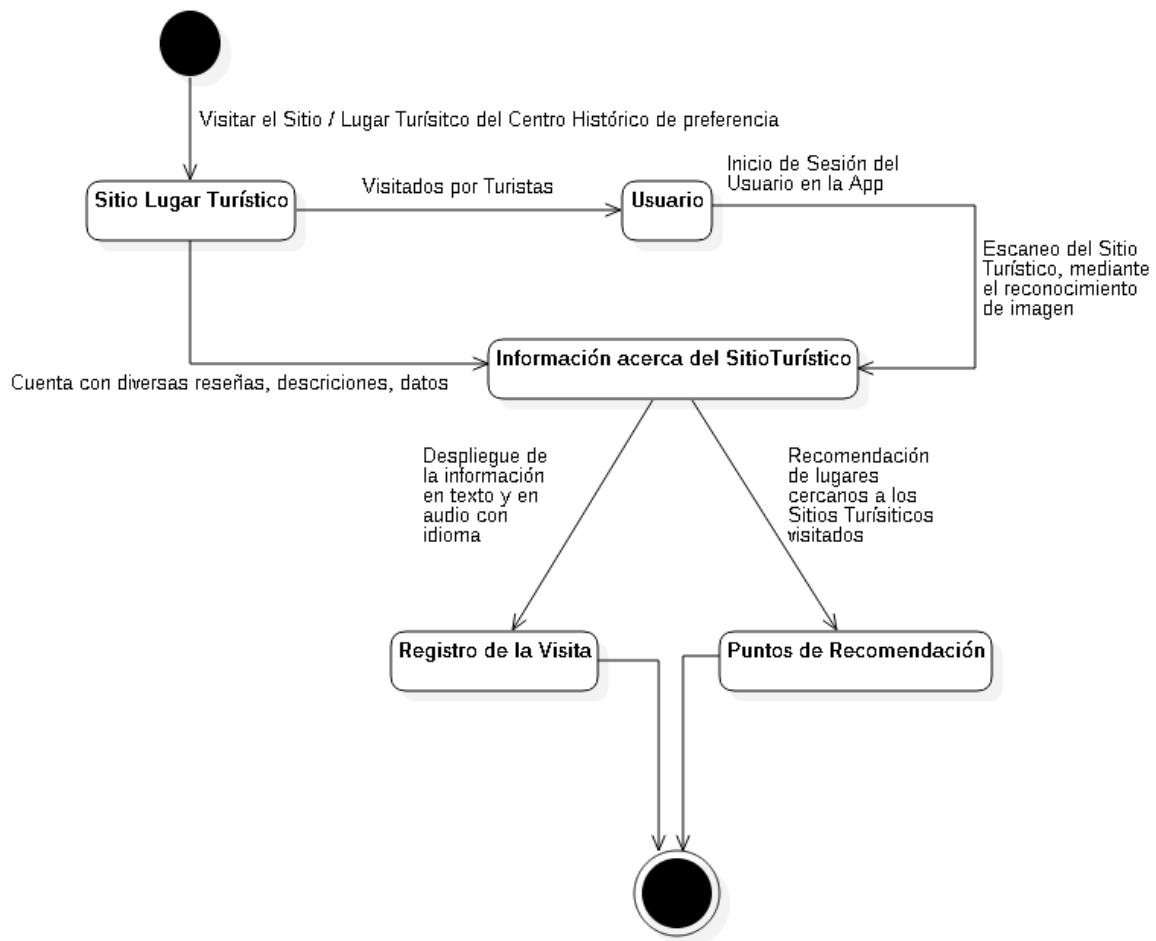 Visitar el Sitio / Lugar Turísitco del Centro Histórico de preferencia
Sitio Lugar Turístico
Visitados por Turistas
Usuario
Inicio de Sesión del
Usuario en la App
Escaneo del Sitio
Turístico, mediante
el reconocimiento
de imagen
Información acerca del SitioTurístico
Cuenta con diversas reseñas, descriciones, datos
Despliegue de
la información
en texto y en
audio con
idioma
Recomendación
de lugares
cercanos a los
Sitios Turísiticos
visitados
Registro de la Visita
Puntos de Recomendación